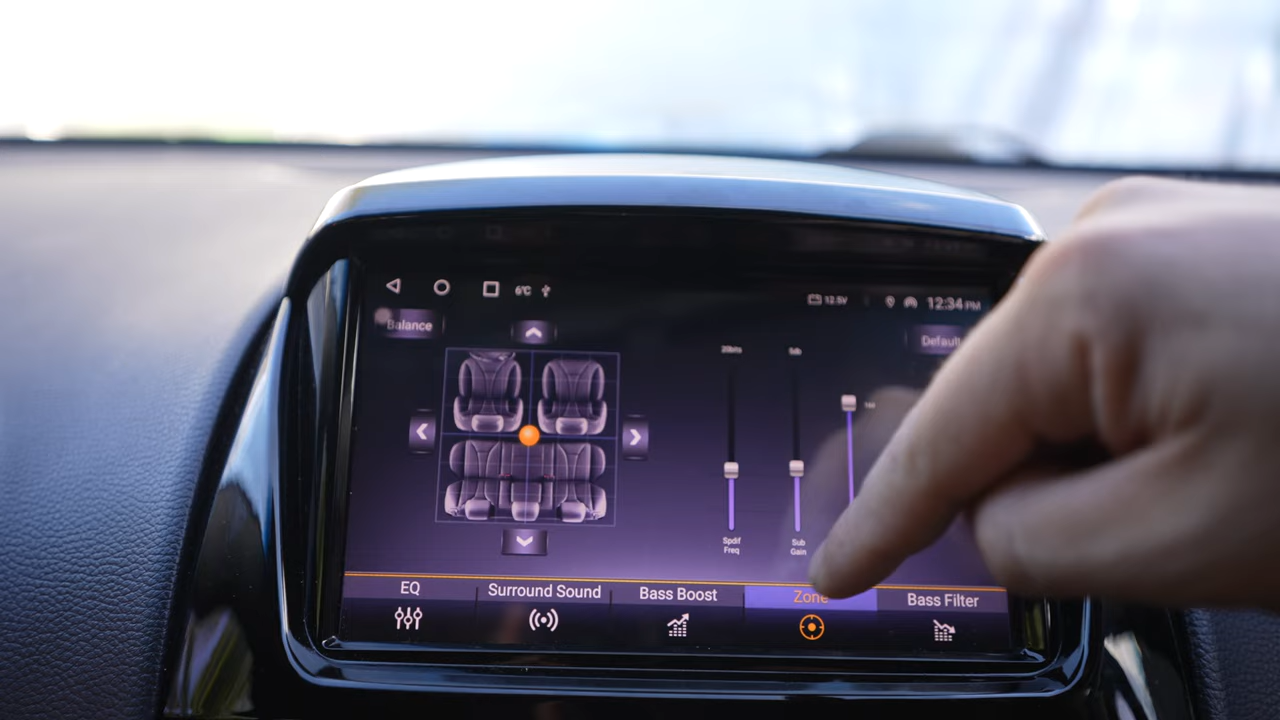 6°C
12.5V
12:34 PM
Balance
Default
Spdif
Freq
Sub
Gain
EQ
Surround Sound
Bass Boost
Zone
Bass Filter